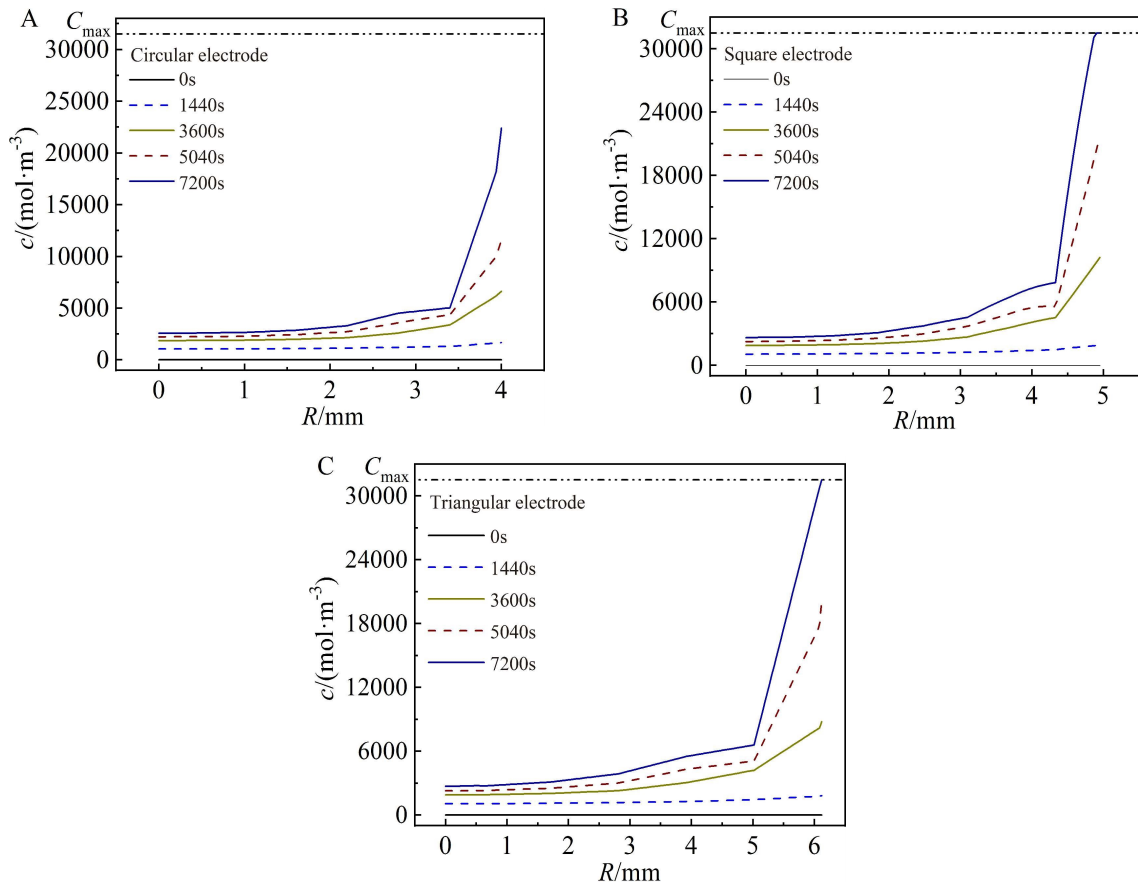 A
Cmax
30000
25000
20000
15000
10000
5000
0
c/(mol·m⁻³)
Circular electrode
0s
1440s
3600s
5040s
7200s
0 1 2 3 4
R/mm
B
Cmax
30000
24000
18000
12000
6000
0
c/(mol·m⁻³)
Square electrode
0s
1440s
3600s
5040s
7200s
0 1 2 3 4 5
R/mm
C
Cmax
30000
24000
18000
12000
6000
0
c/(mol·m⁻³)
Triangular electrode
0s
1440s
3600s
5040s
7200s
0 1 2 3 4 5 6
R/mm